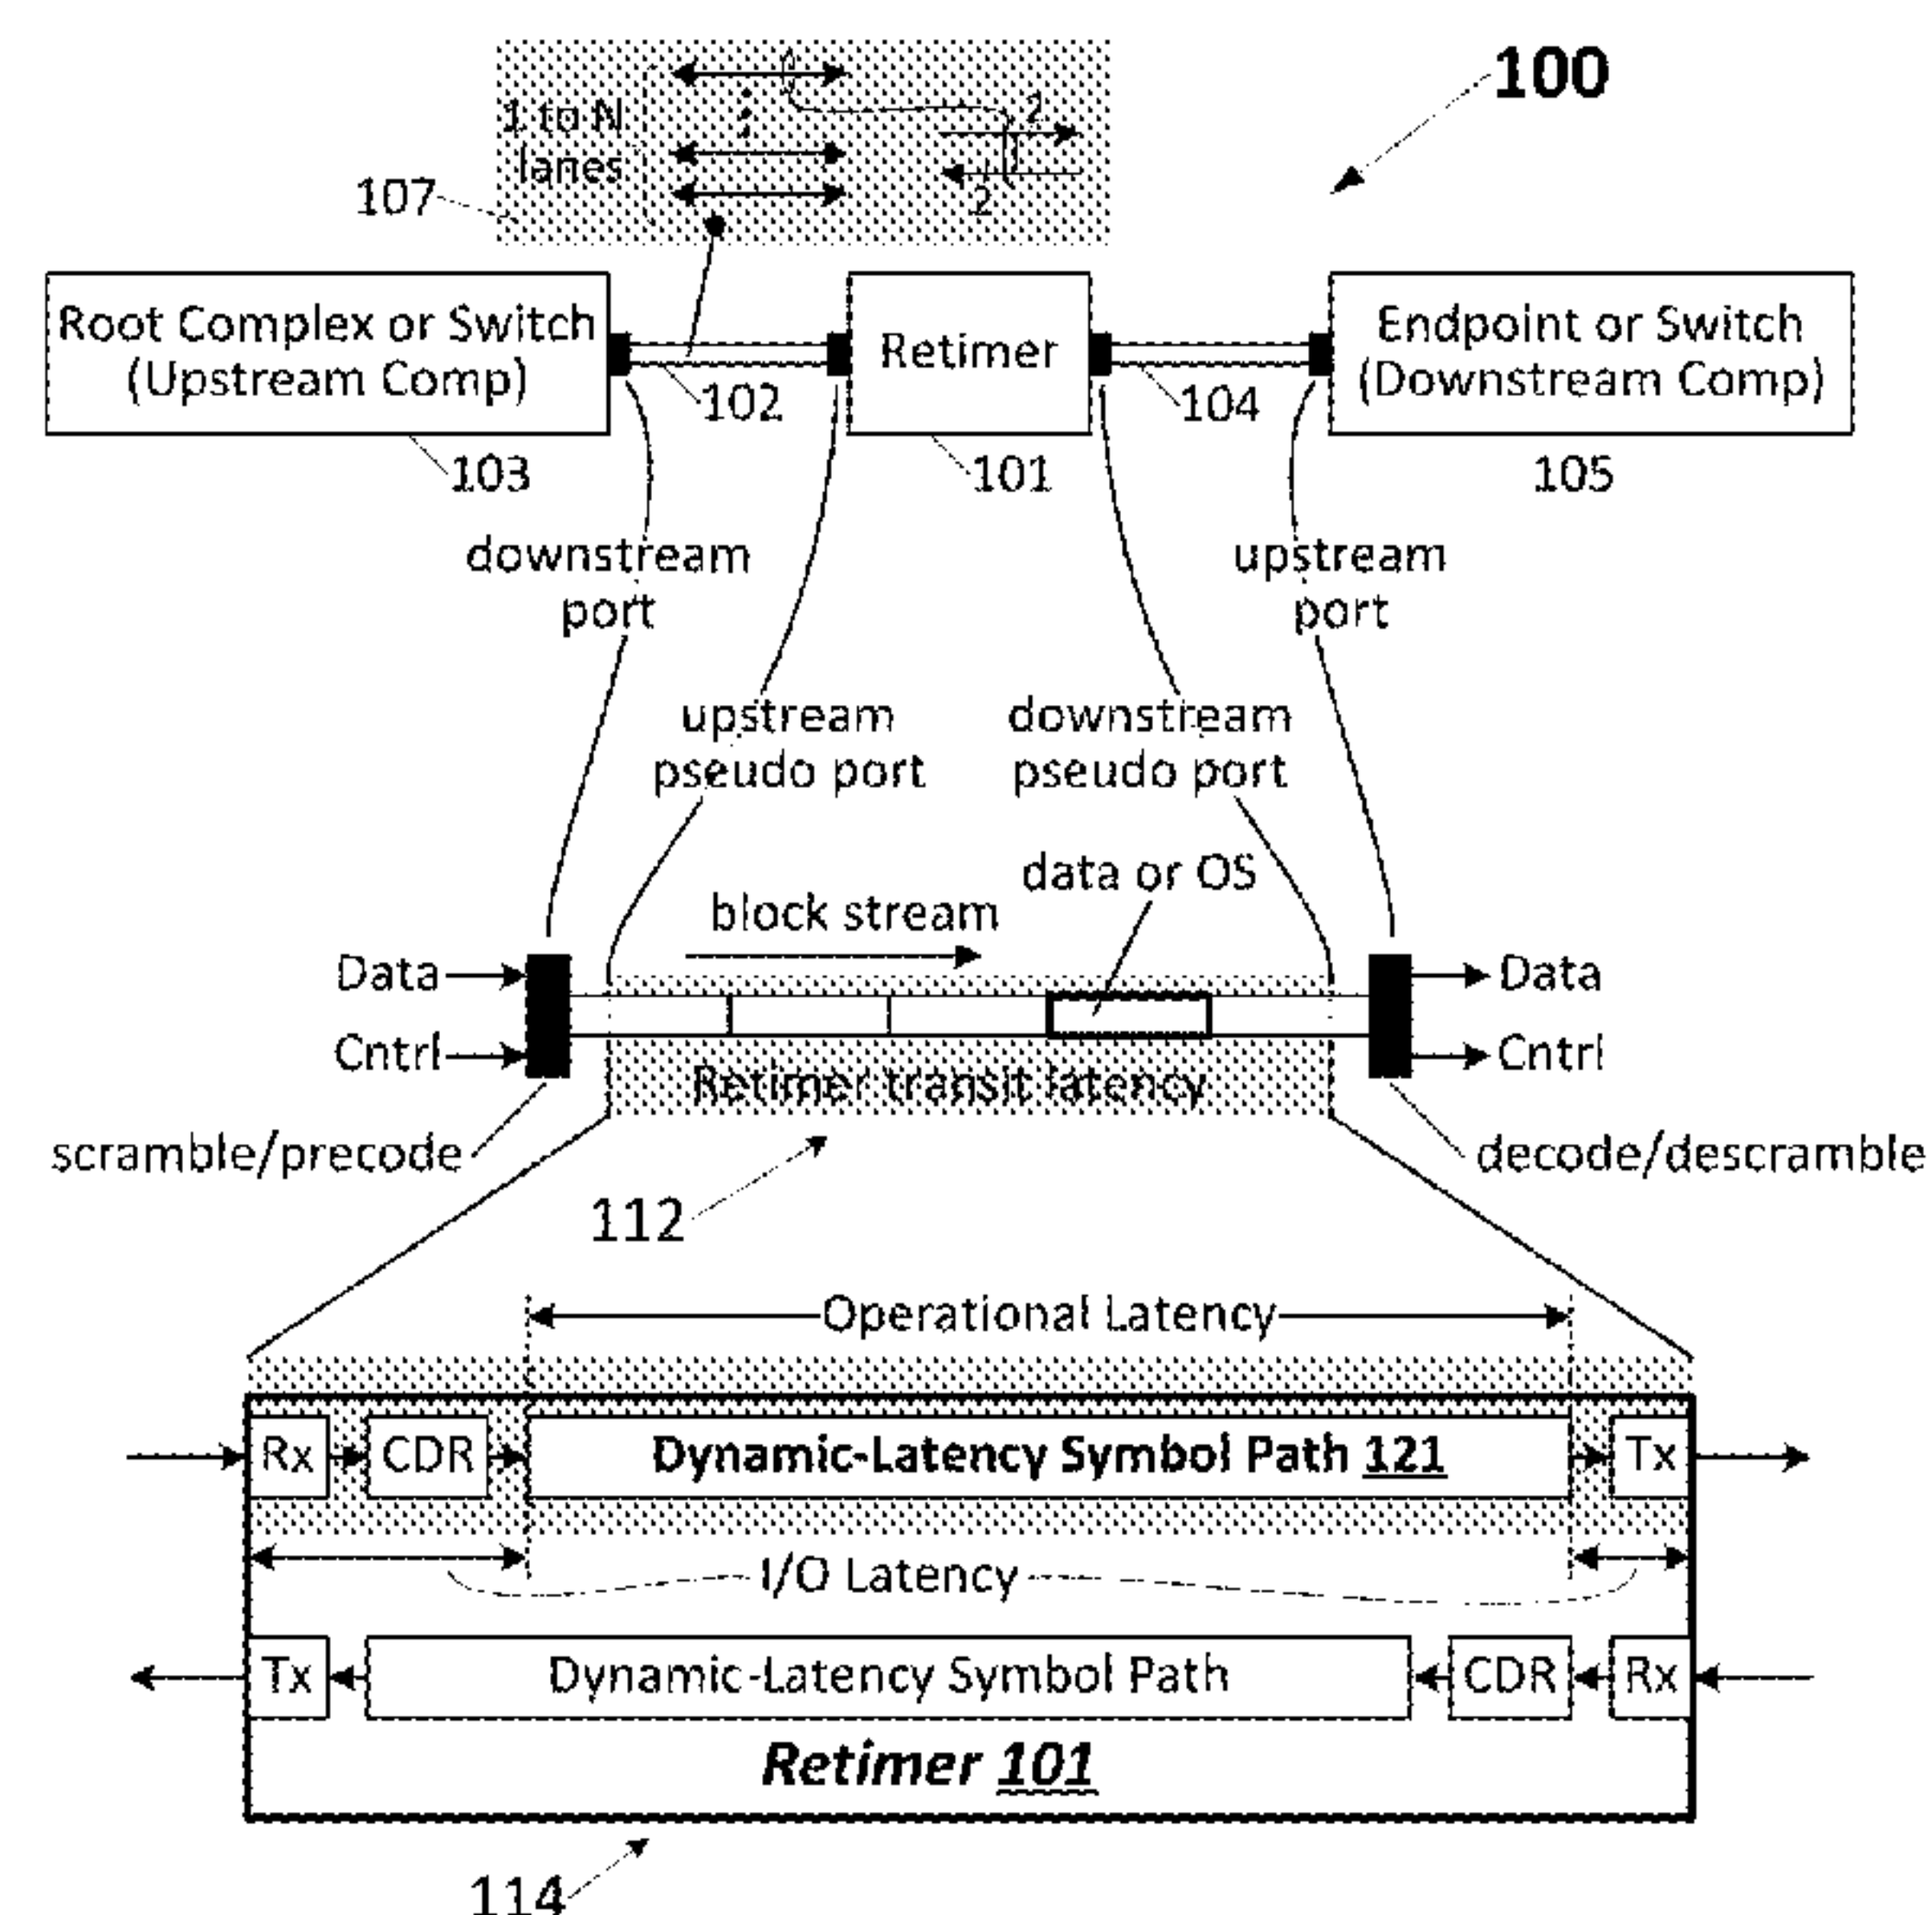 100
1 to N
lanes
2
2
107
Root Complex or Switch
(Upstream Comp)
Retimer
Endpoint or Switch
(Downstream Comp)
102
104
103
101
105
downstream
port
upstream
port
upstream
pseudo port
downstream
pseudo port
data or OS
block stream
Data
Data
Cntrl
Cntrl
Retimer transit latency
scramble/precode
decode/descramble
112
Operational Latency
Rx CDR Dynamic-Latency Symbol Path 121 Tx
I/O Latency
Tx Dynamic-Latency Symbol Path CDR Rx
Retimer 101
114